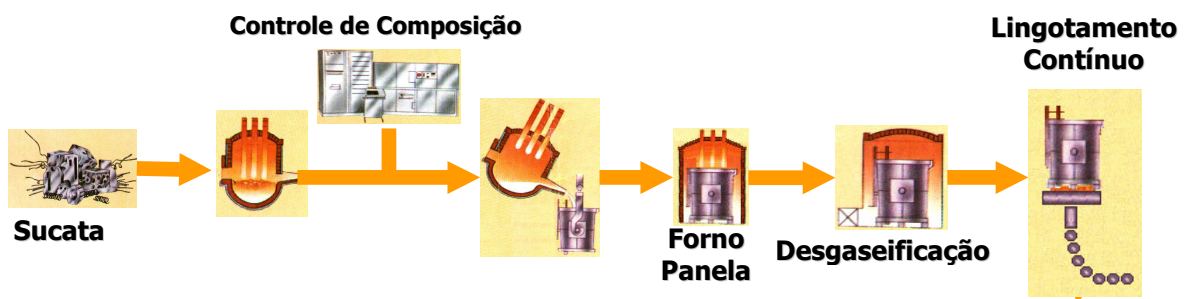 Controle de Composição
Lingotamento
Contínuo
Sucata
Forno
Panela
Desgaseificação